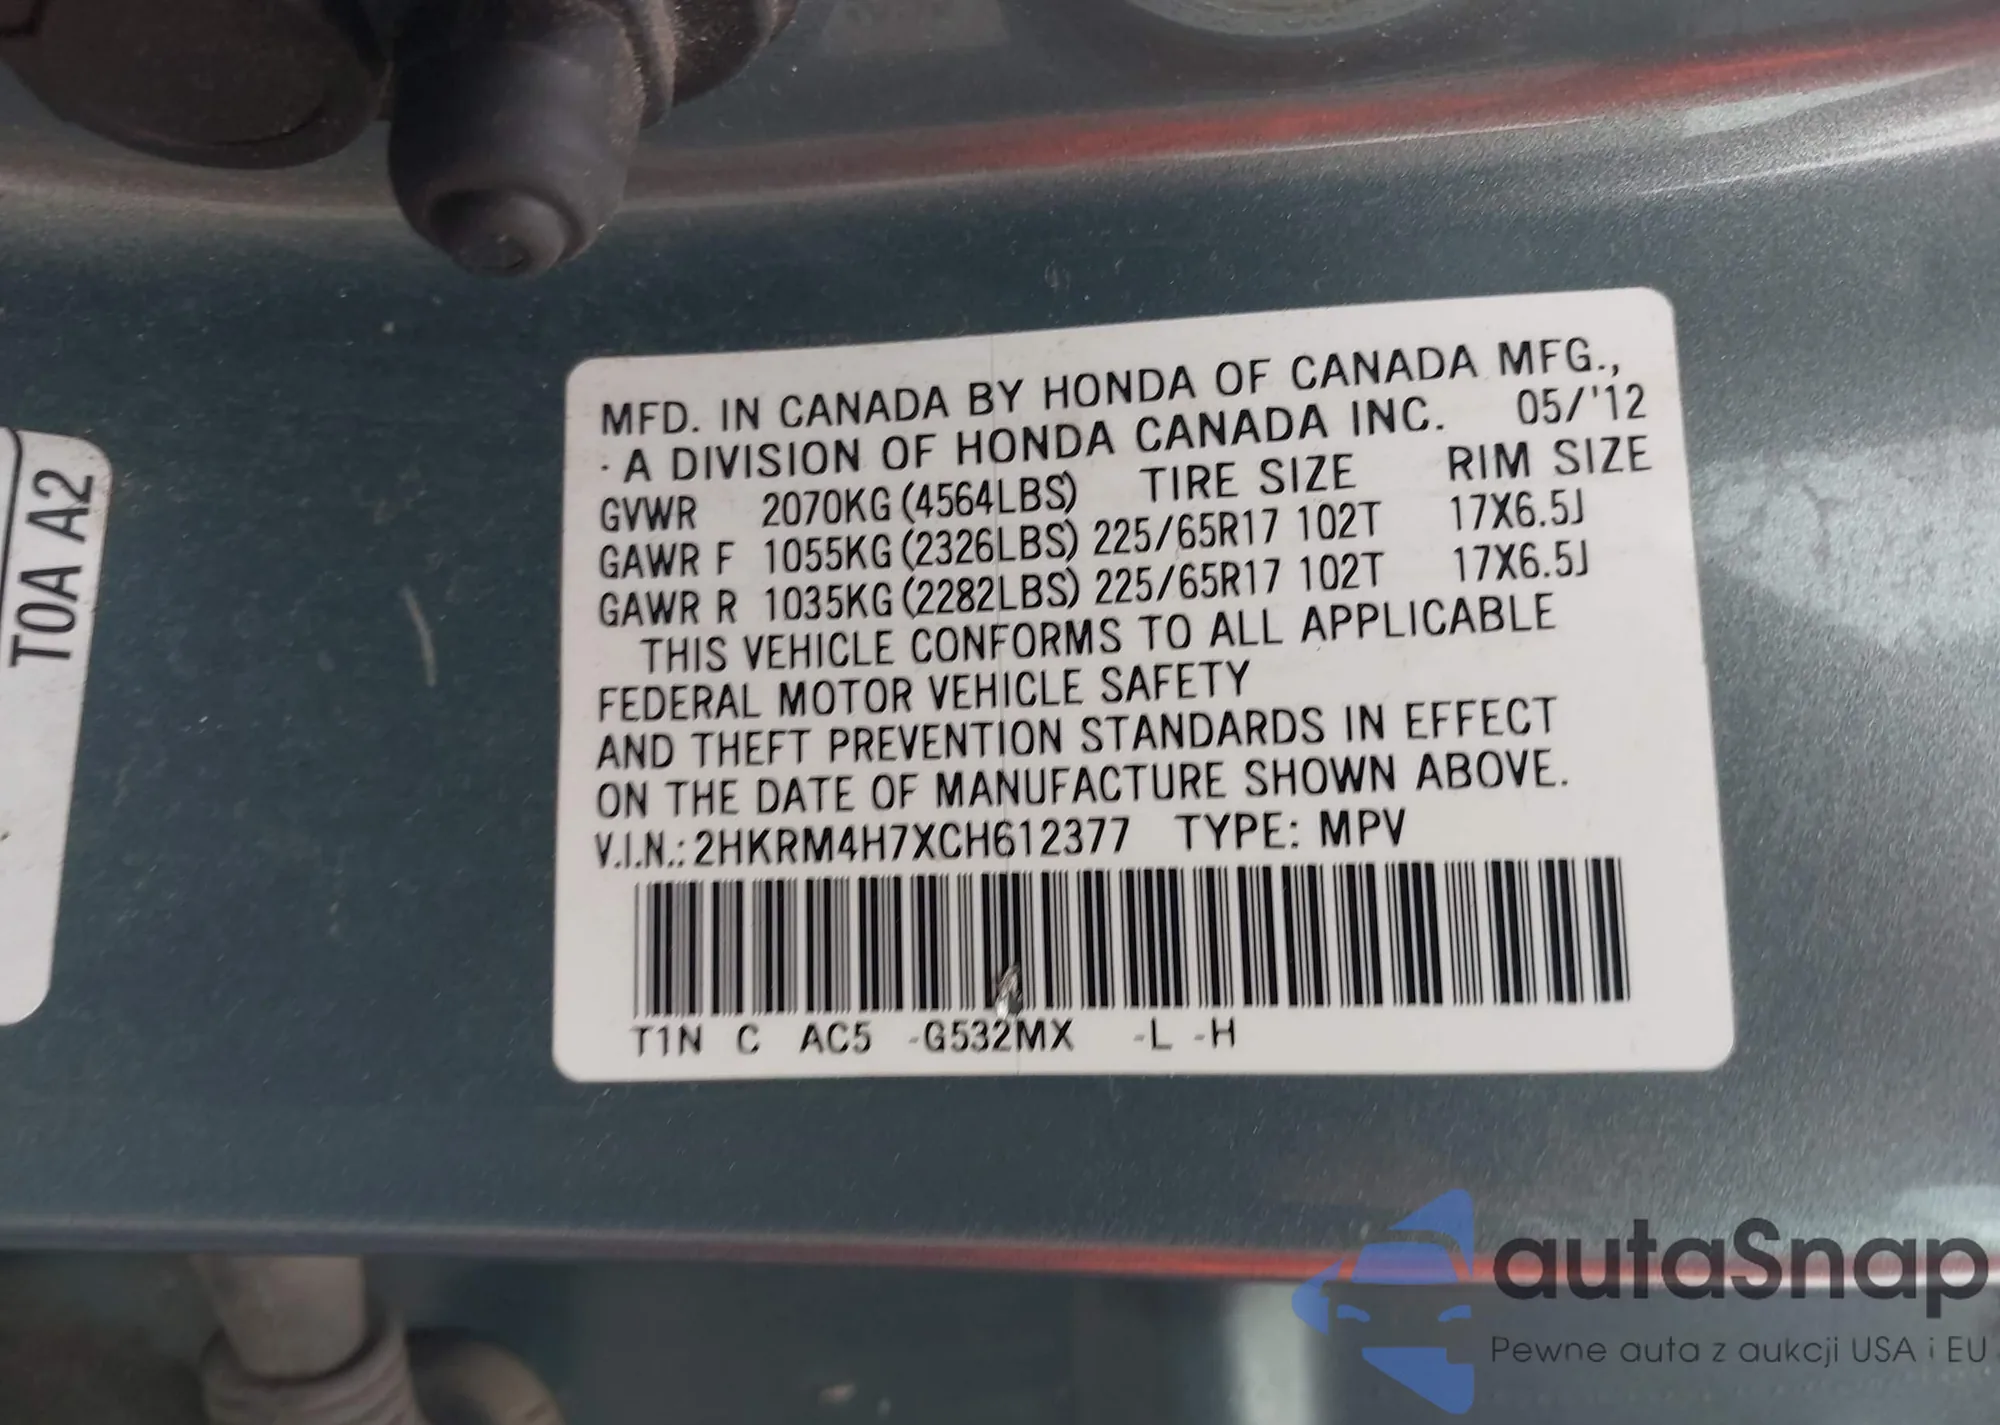 MFD. IN CANADA BY HONDA OF CANADA MFG.,
· A DIVISION OF HONDA CANADA INC. 05/'12
GVWR 2070KG (4564LBS) TIRE SIZE RIM SIZE
GAWR F 1055KG (2326LBS) 225/65R17 102T 17X6.5J
GAWR R 1035KG (2282LBS) 225/65R17 102T 17X6.5J
THIS VEHICLE CONFORMS TO ALL APPLICABLE
FEDERAL MOTOR VEHICLE SAFETY
AND THEFT PREVENTION STANDARDS IN EFFECT
ON THE DATE OF MANUFACTURE SHOWN ABOVE.
V.I.N.: 2HKRM4H7XCH612377 TYPE: MPV
T1N C AC5 -G532MX -L -H
T0A A2
autaSnap
Pewne auta z aukcji USA i EU